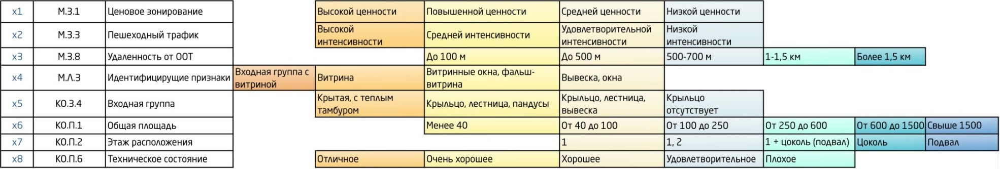 x1 М.З.1 Ценовое зонирование Высокой ценности Повышенной ценности Средней ценности Низкой ценности
x2 М.З.3 Пешеходный трафик Высокой интенсивности Средней интенсивности Удовлетворительной интенсивности Низкой интенсивности
x3 М.З.8 Удаленность от ООТ До 100 м До 500 м 500-700 м 1-1,5 км Более 1,5 км
x4 М.Л.3 Идентифицирущие признаки Входная группа с витриной Витрина Витринные окна, фальш-витрина Вывеска, окна
x5 КО.З.4 Входная группа Крытая, с теплым тамбуром Крыльцо, лестница, пандусы Крыльцо, лестница, вывеска Крыльцо отсутствует
x6 КО.П.1 Общая площадь Менее 40 От 40 до 100 От 100 до 250 От 250 до 600 От 600 до 1500 Свыше 1500
x7 КО.П.2 Этаж расположения 1 1, 2 1 + цоколь (подвал) Цоколь Подвал
x8 КО.П.6 Техническое состояние Отличное Очень хорошее Хорошее Удовлетворительное Плохое